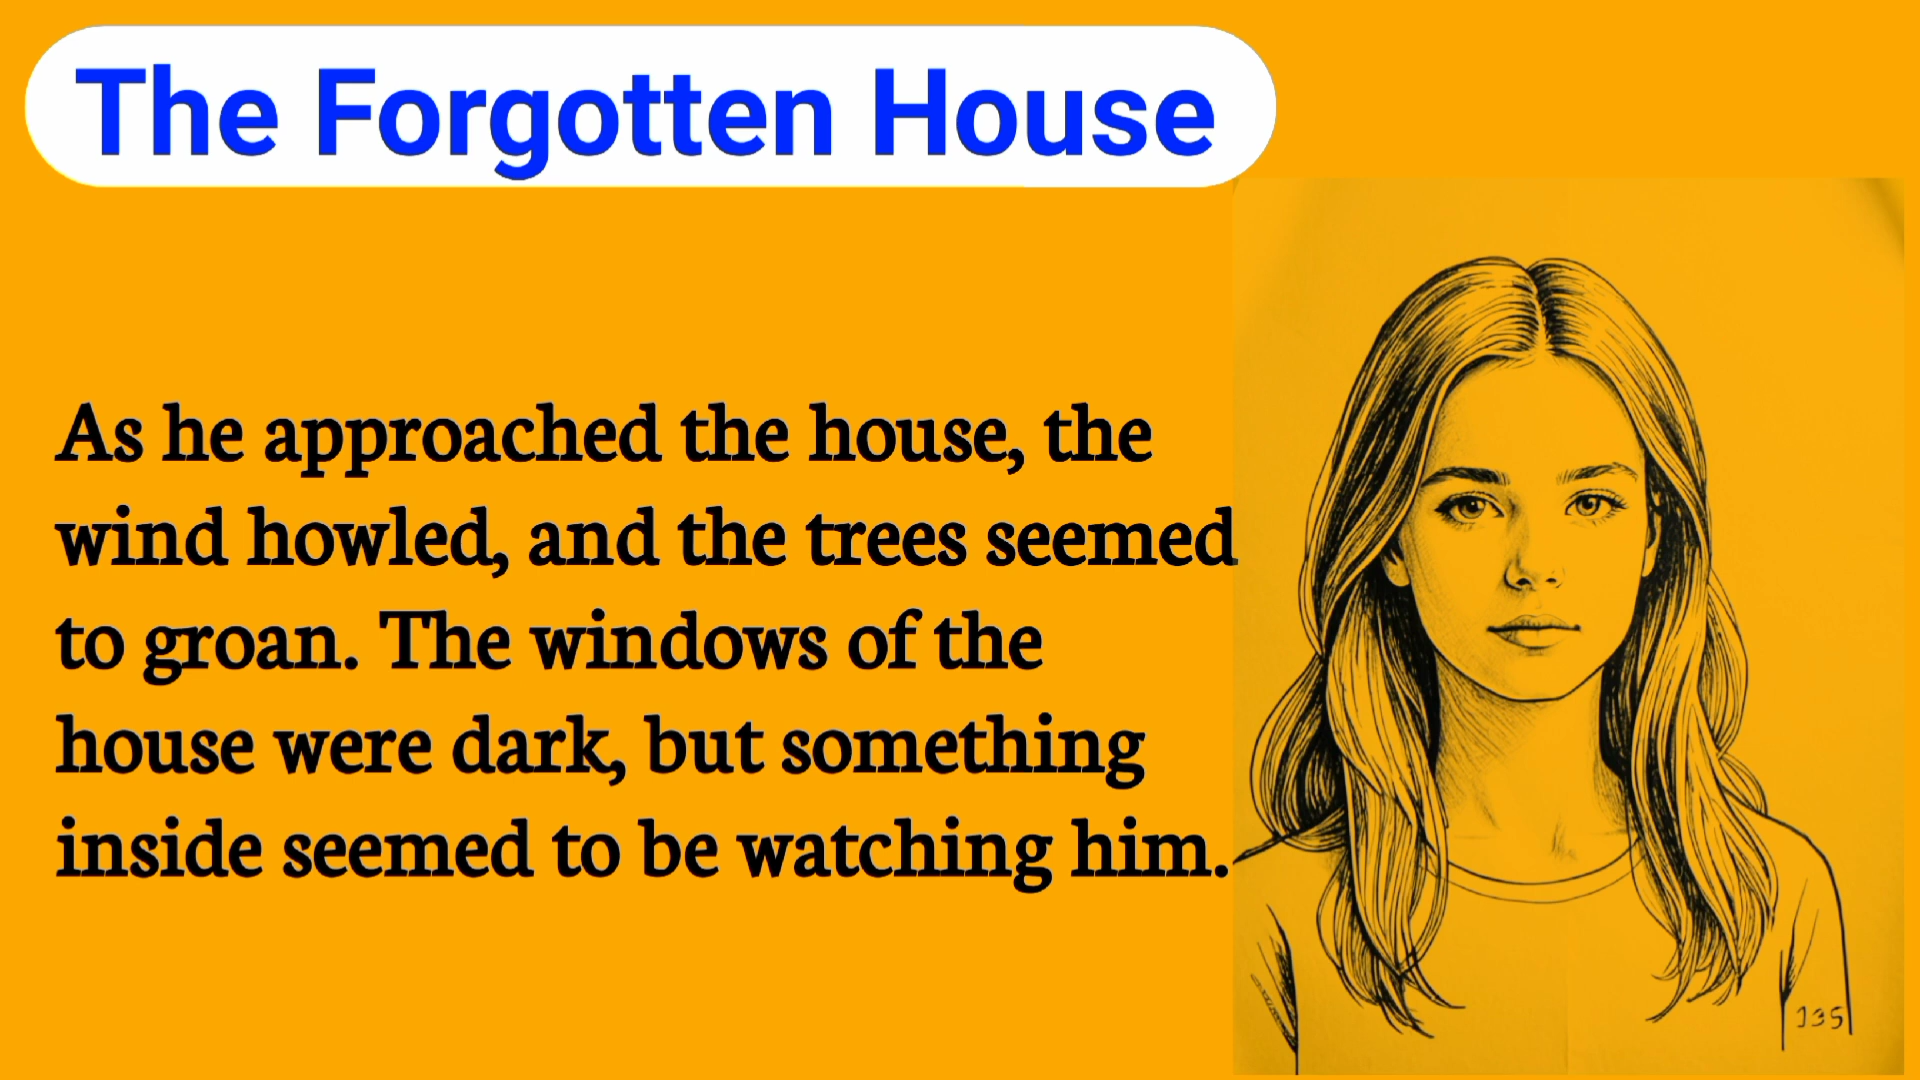 The Forgotten House
As he approached the house, the
wind howled, and the trees seemed
to groan. The windows of the
house were dark, but something
inside seemed to be watching him.
135